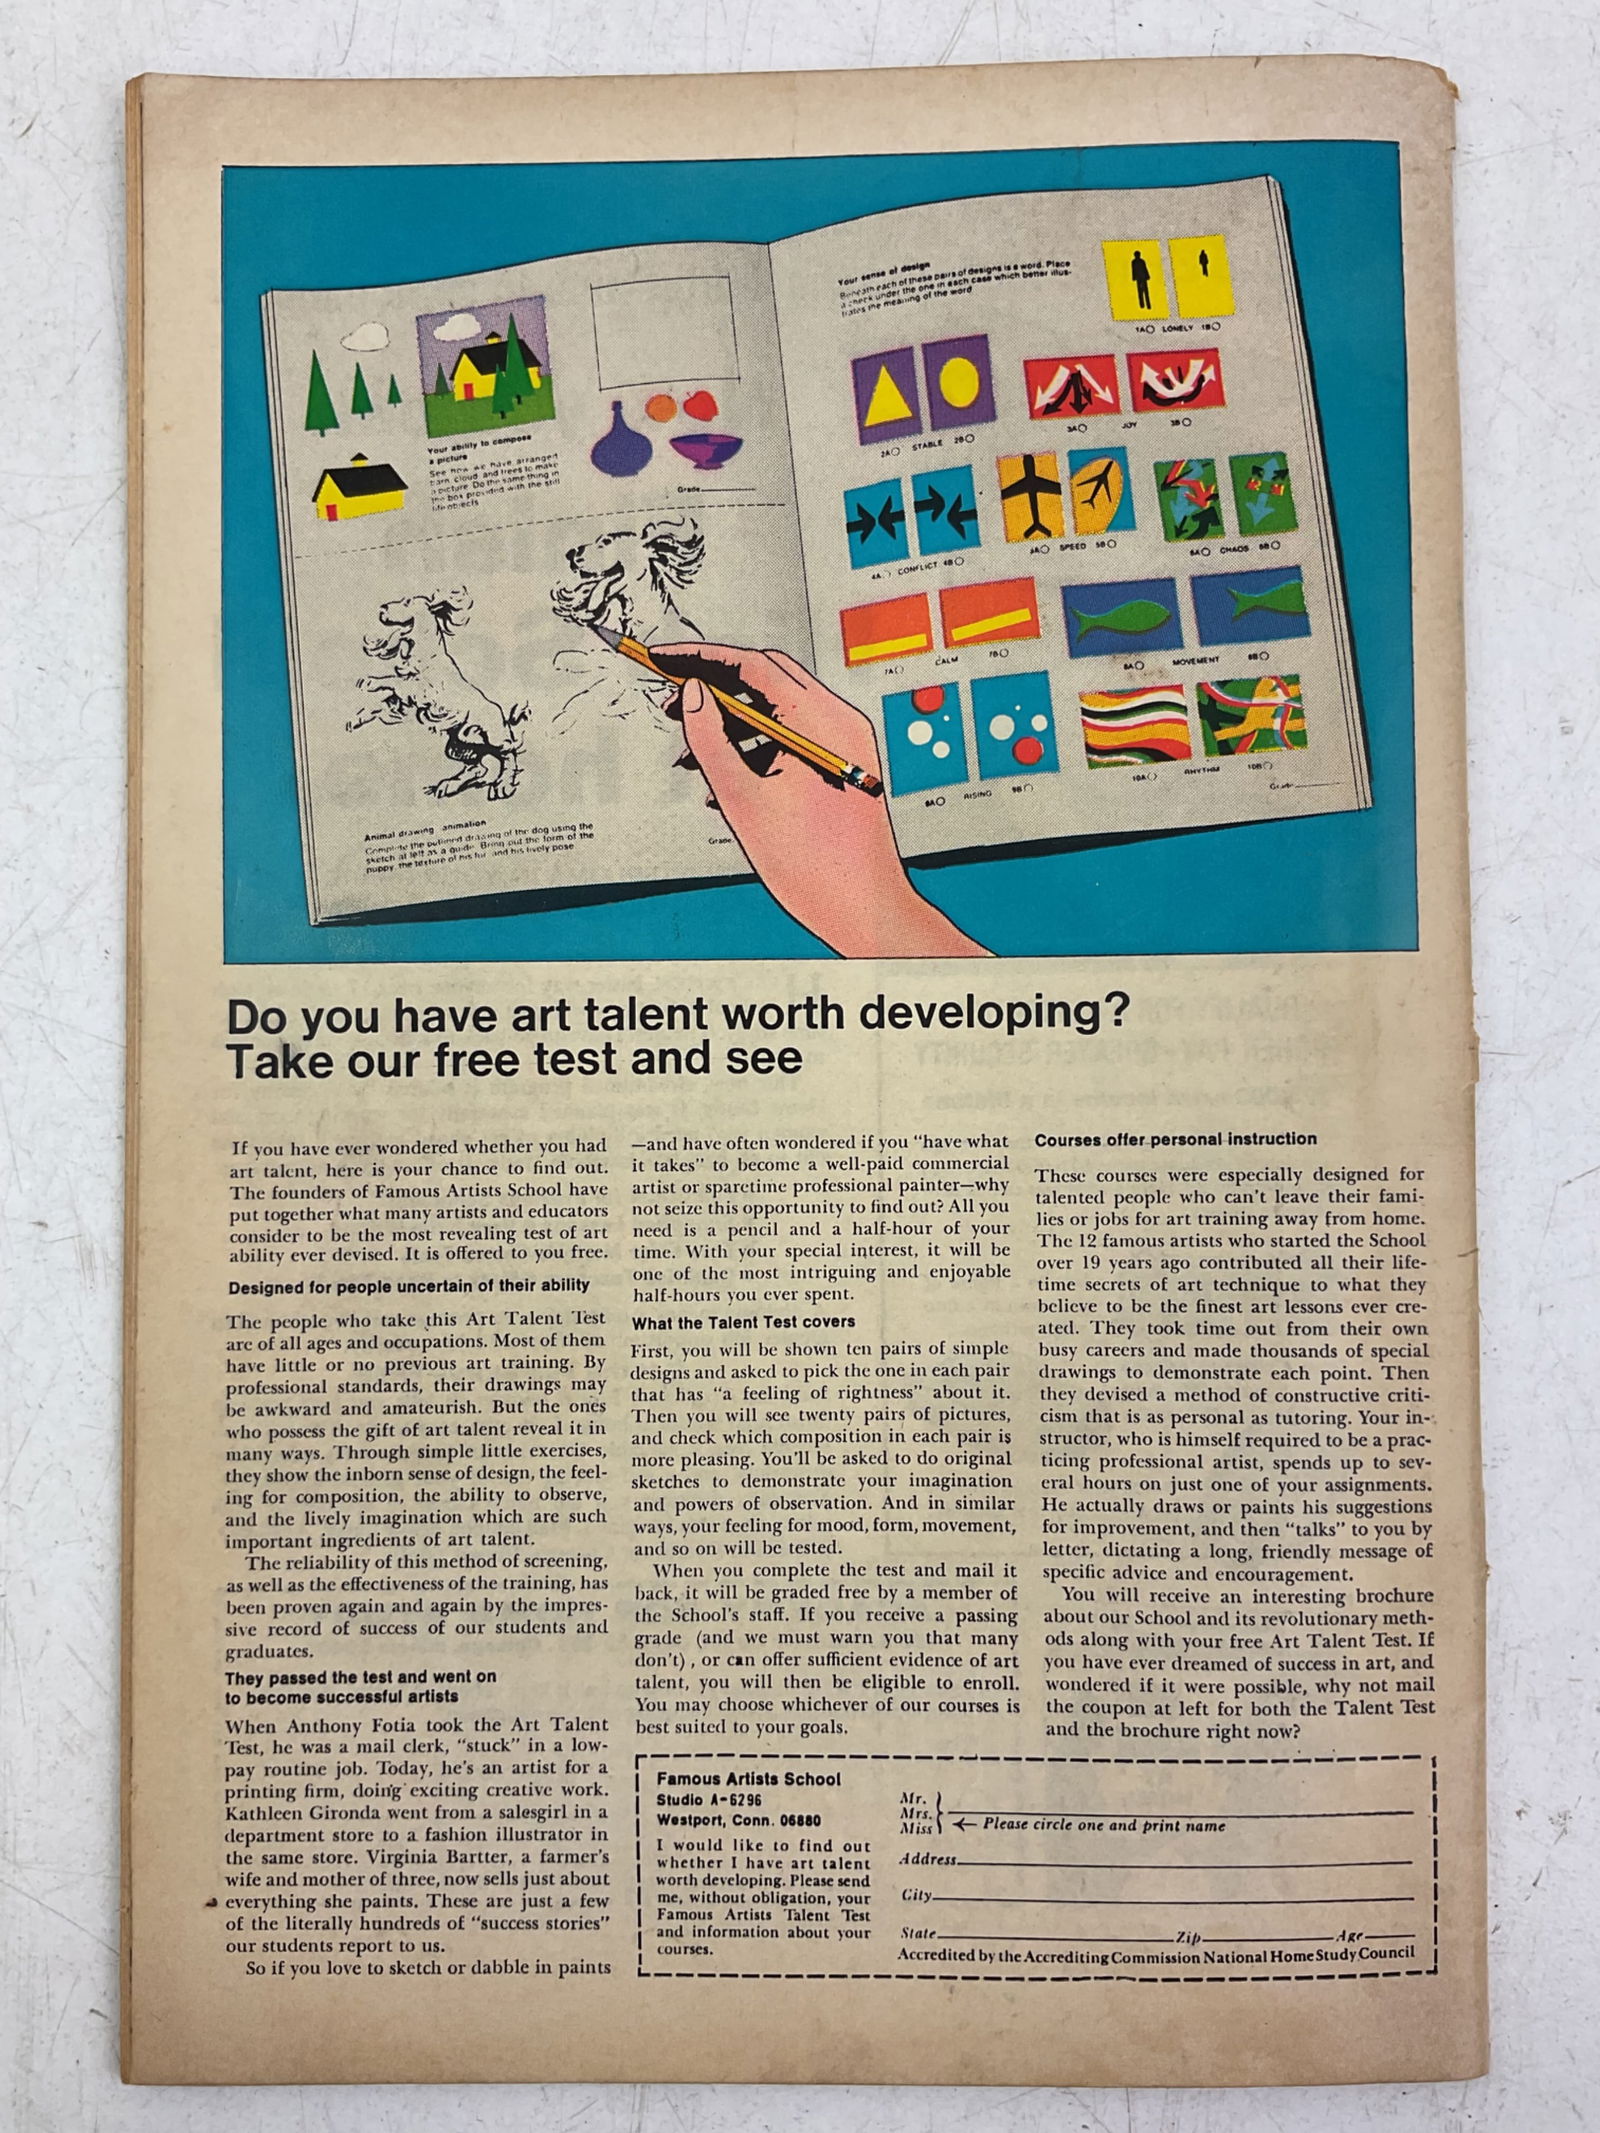 Your ability to compose
a picture
See how we have arranged
barn, cloud and trees to make
a picture. Do the same thing in
the box provided with the still
life objects
Grade
Animal drawing animation
Complete the outlined drawing of the dog using the
sketch at left as a guide. Bring out the form of the
puppy, the texture of his fur and his lively pose
Grade
Your sense of design
Beneath each of these pairs of designs is a word. Place
a check under the one in each case which better illus-
trates the meaning of the word
1A LONELY 1B
2A STABLE 2B
3A JOY 3B
4A CONFLICT 4B
5A SPEED 5B
6A CHAOS 6B
7A CALM 7B
8A MOVEMENT 8B
9A RISING 9B
10A RHYTHM 10B
Grade
Do you have art talent worth developing?
Take our free test and see
If you have ever wondered whether you had
art talent, here is your chance to find out.
The founders of Famous Artists School have
put together what many artists and educators
consider to be the most revealing test of art
ability ever devised. It is offered to you free.
Designed for people uncertain of their ability
The people who take this Art Talent Test
are of all ages and occupations. Most of them
have little or no previous art training. By
professional standards, their drawings may
be awkward and amateurish. But the ones
who possess the gift of art talent reveal it in
many ways. Through simple little exercises,
they show the inborn sense of design, the feel-
ing for composition, the ability to observe,
and the lively imagination which are such
important ingredients of art talent.
The reliability of this method of screening,
as well as the effectiveness of the training, has
been proven again and again by the impres-
sive record of success of our students and
graduates.
They passed the test and went on
to become successful artists
When Anthony Fotia took the Art Talent
Test, he was a mail clerk, "stuck" in a low-
pay routine job. Today, he's an artist for a
printing firm, doing exciting creative work.
Kathleen Gironda went from a salesgirl in a
department store to a fashion illustrator in
the same store. Virginia Bartter, a farmer's
wife and mother of three, now sells just about
everything she paints. These are just a few
of the literally hundreds of "success stories"
our students report to us.
So if you love to sketch or dabble in paints
—and have often wondered if you "have what
it takes" to become a well-paid commercial
artist or sparetime professional painter—why
not seize this opportunity to find out? All you
need is a pencil and a half-hour of your
time. With your special interest, it will be
one of the most intriguing and enjoyable
half-hours you ever spent.
What the Talent Test covers
First, you will be shown ten pairs of simple
designs and asked to pick the one in each pair
that has "a feeling of rightness" about it.
Then you will see twenty pairs of pictures,
and check which composition in each pair is
more pleasing. You'll be asked to do original
sketches to demonstrate your imagination
and powers of observation. And in similar
ways, your feeling for mood, form, movement,
and so on will be tested.
When you complete the test and mail it
back, it will be graded free by a member of
the School's staff. If you receive a passing
grade (and we must warn you that many
don't), or can offer sufficient evidence of art
talent, you will then be eligible to enroll.
You may choose whichever of our courses is
best suited to your goals.
Courses offer personal instruction
These courses were especially designed for
talented people who can't leave their fami-
lies or jobs for art training away from home.
The 12 famous artists who started the School
over 19 years ago contributed all their life-
time secrets of art technique to what they
believe to be the finest art lessons ever cre-
ated. They took time out from their own
busy careers and made thousands of special
drawings to demonstrate each point. Then
they devised a method of constructive criti-
cism that is as personal as tutoring. Your in-
structor, who is himself required to be a prac-
ticing professional artist, spends up to sev-
eral hours on just one of your assignments.
He actually draws or paints his suggestions
for improvement, and then "talks" to you by
letter, dictating a long, friendly message of
specific advice and encouragement.
You will receive an interesting brochure
about our School and its revolutionary meth-
ods along with your free Art Talent Test. If
you have ever dreamed of success in art, and
wondered if it were possible, why not mail
the coupon at left for both the Talent Test
and the brochure right now?
Famous Artists School
Studio A-6296
Westport, Conn. 06880
I would like to find out
whether I have art talent
worth developing. Please send
me, without obligation, your
Famous Artists Talent Test
and information about your
courses.
Mr.
Mrs.
Miss ← Please circle one and print name
Address
City
State Zip Age
Accredited by the Accrediting Commission National Home Study Council